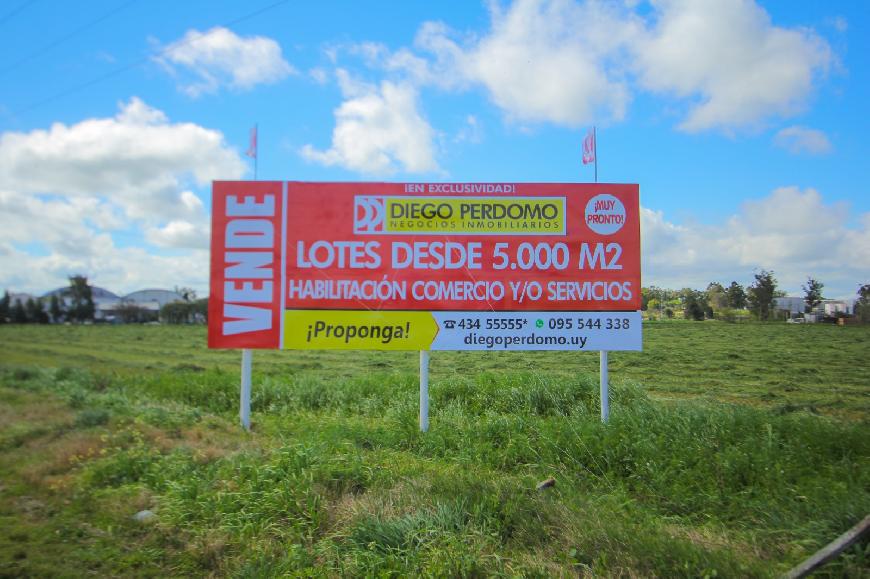 ¡EN EXCLUSIVIDAD!
VENDE
DIEGO PERDOMO
NEGOCIOS INMOBILIARIOS
¡MUY
PRONTO!
LOTES DESDE 5.000 M2
HABILITACIÓN COMERCIO Y/O SERVICIOS
¡Proponga!
434 55555* 095 544 338
diegoperdomo.uy